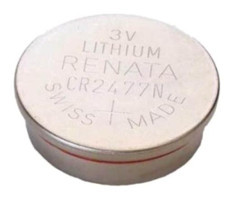 3V
LITHIUM
RENATA
CR2477N
+
SWISS MADE